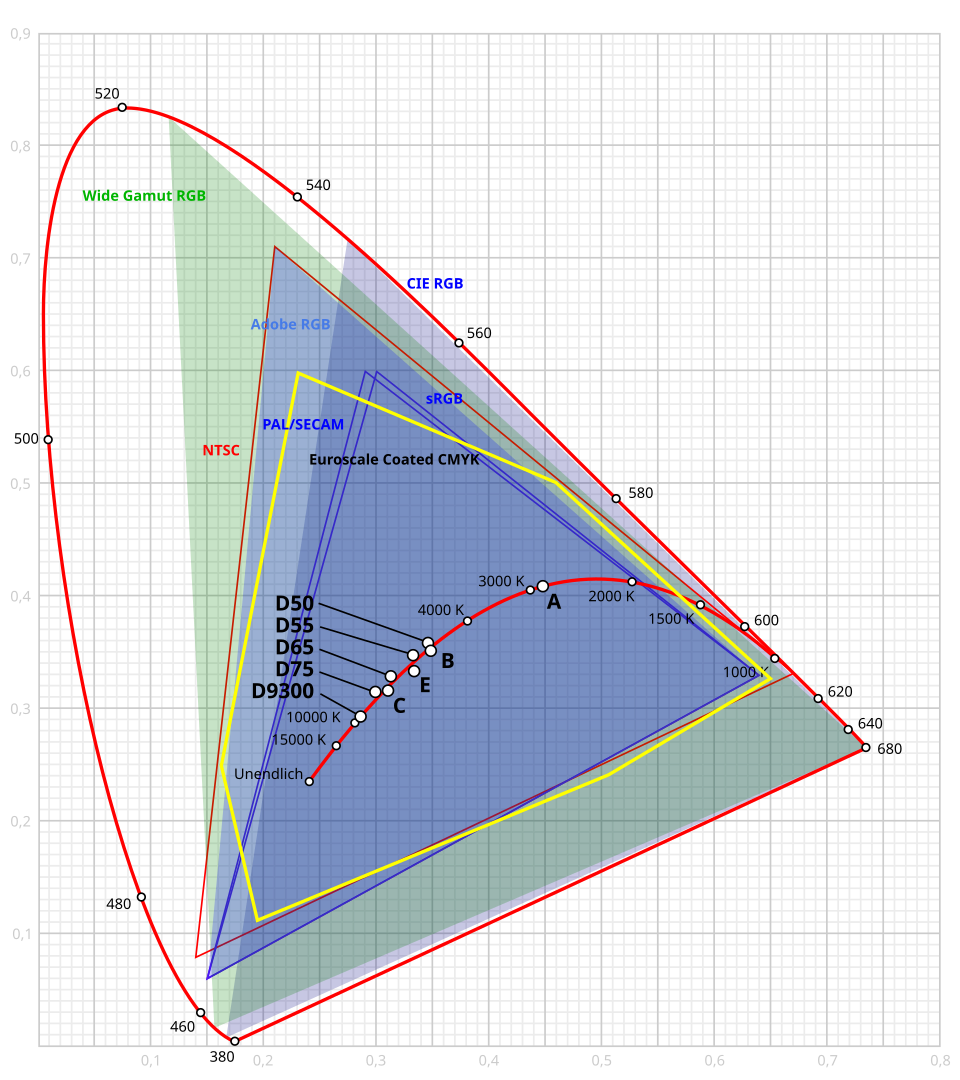 0,9
520
0,8
540
Wide Gamut RGB
0,7
CIE RGB
Adobe RGB
560
0,6
sRGB
PAL/SECAM
500
NTSC
Euroscale Coated CMYK
0,5
580
3000 K
A
2000 K
0,4
D50
4000 K
1500 K
600
D55
D65
B
D75
1000 K
E
D9300
620
0,3
C
10000 K
640
15000 K
680
Unendlich
0,2
480
0,1
460
380
0,1 0,2 0,3 0,4 0,5 0,6 0,7 0,8